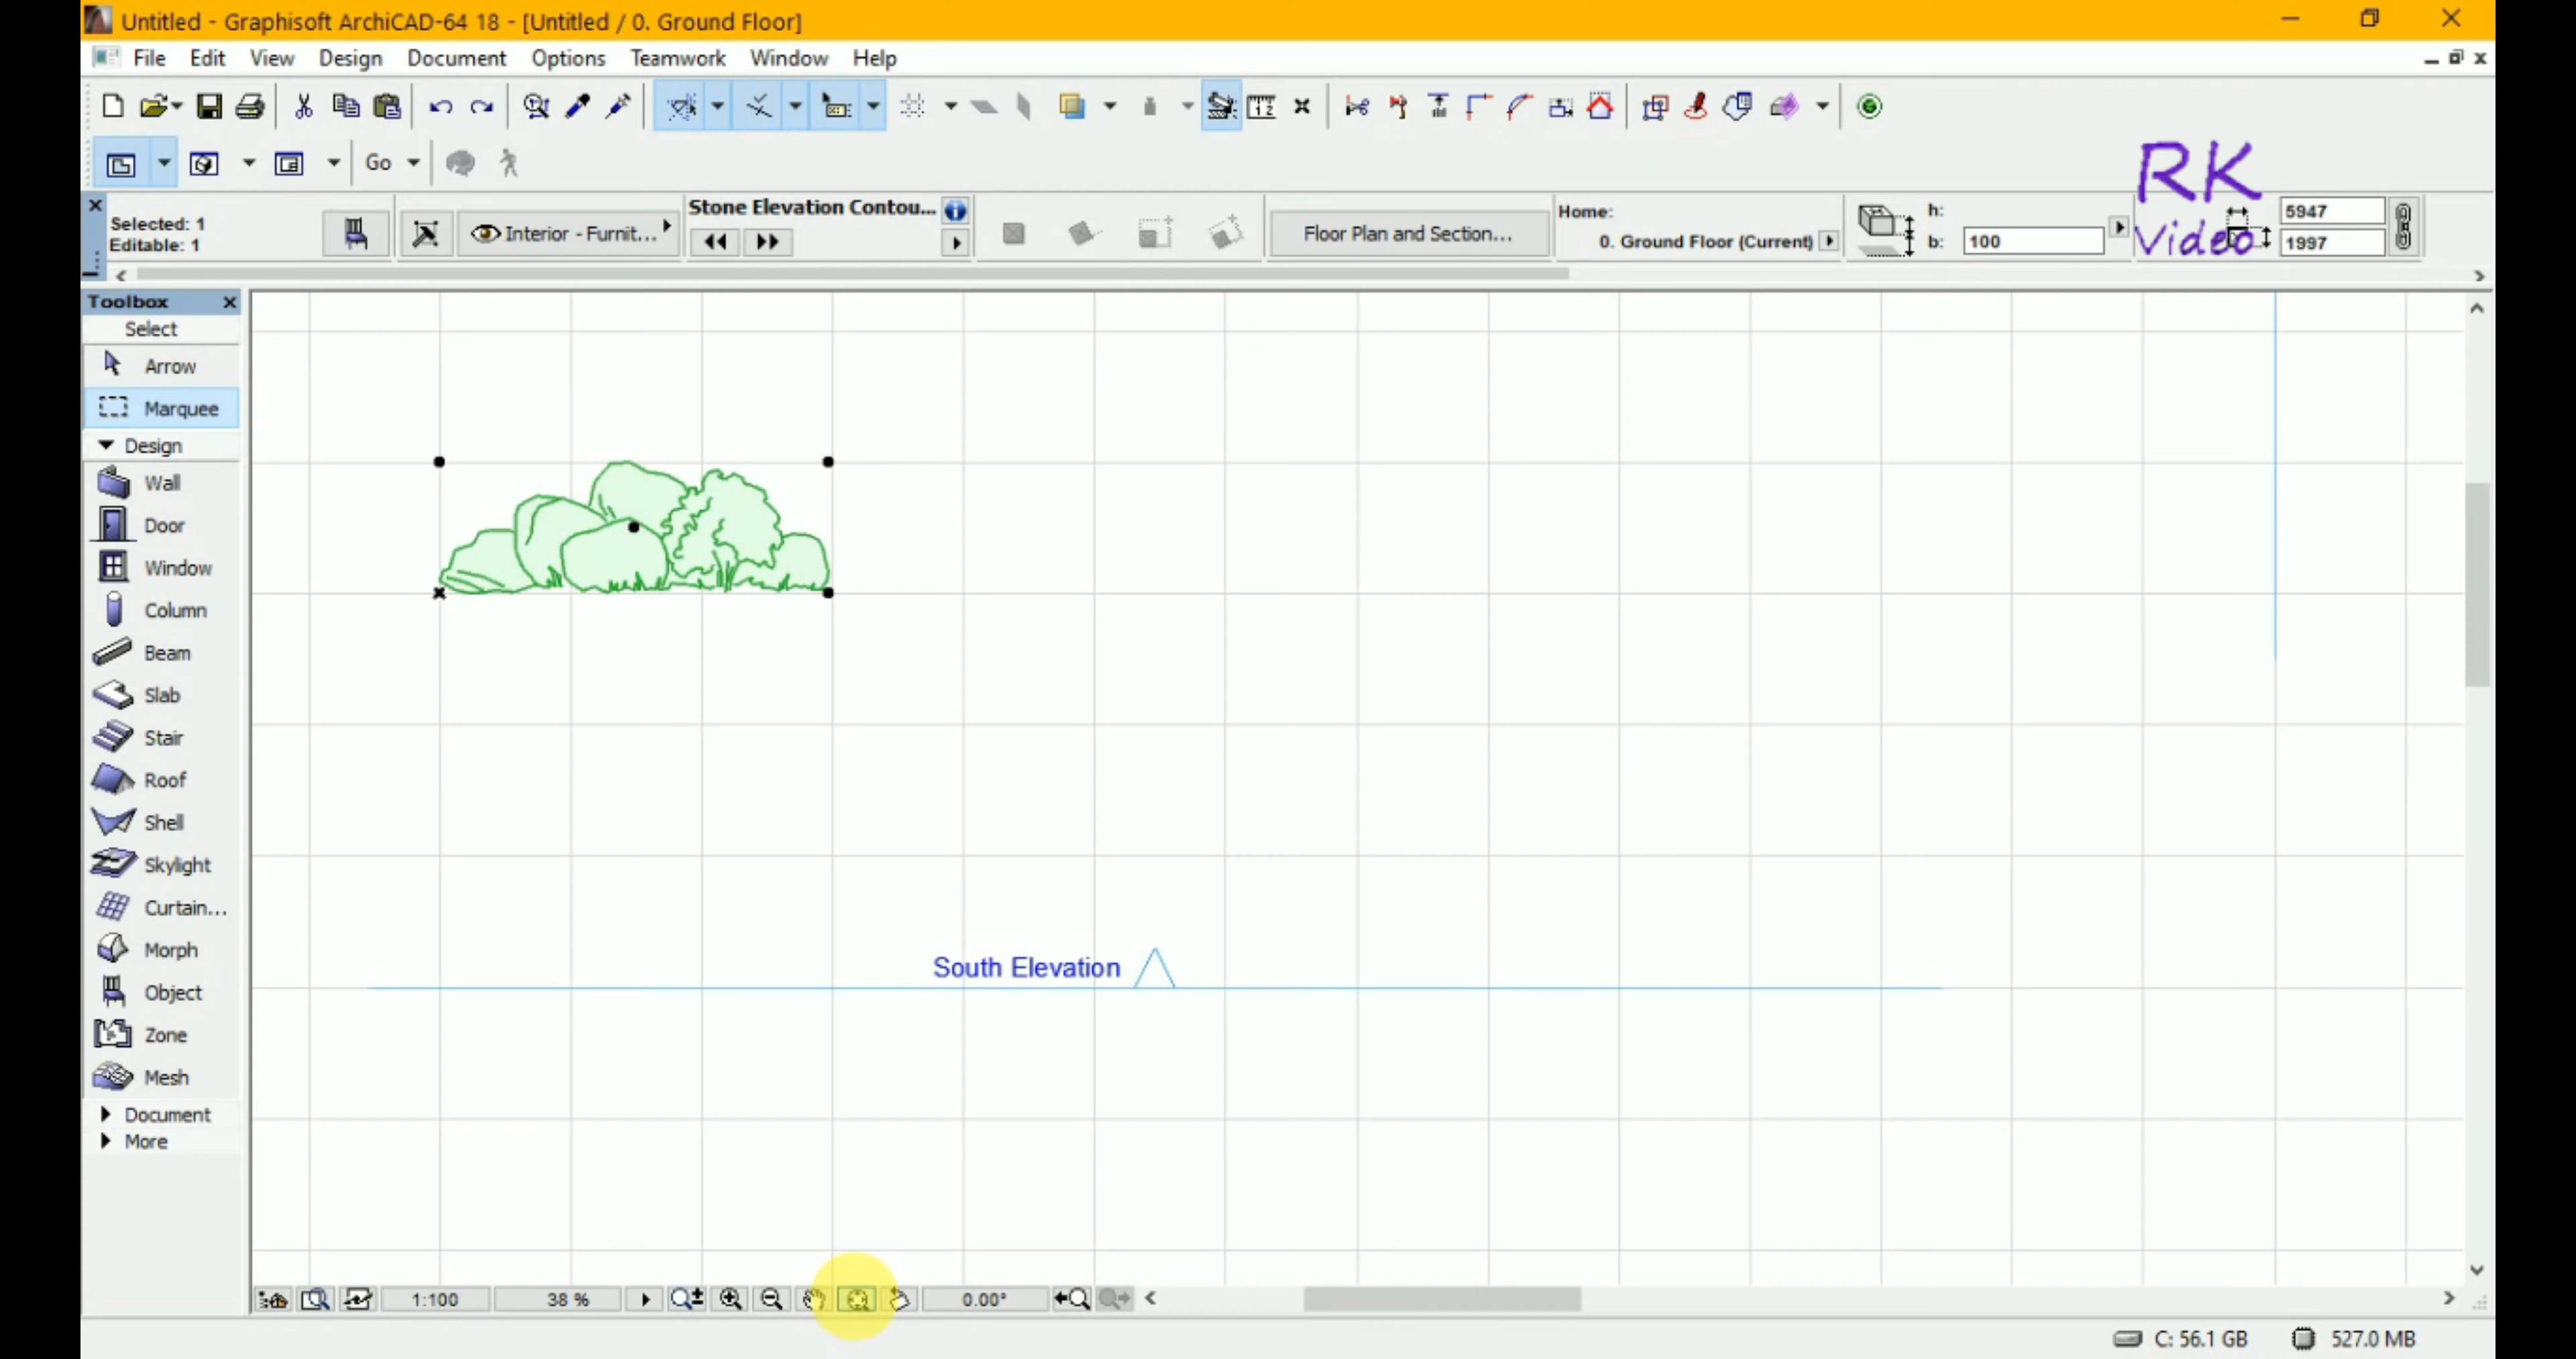 Untitled - Graphisoft ArchiCAD-64 18 - [Untitled / 0. Ground Floor]
File Edit View Design Document Options Teamwork Window Help
Go
RK
Video
Selected: 1
Editable: 1
Interior - Furnit...
Stone Elevation Contou...
Floor Plan and Section...
Home:
0. Ground Floor (Current)
h:
b: 100
5947
1997
Toolbox
Select
Arrow
Marquee
Design
Wall
Door
Window
Column
Beam
Slab
Stair
Roof
Shell
Skylight
Curtain...
Morph
Object
Zone
Mesh
Document
More
South Elevation
1:100 38 % 0.00°
C: 56.1 GB 527.0 MB